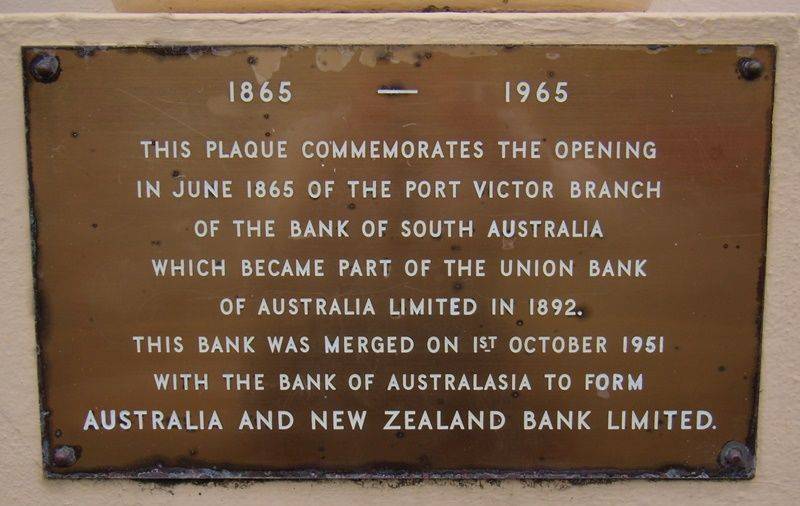 1865 — 1965
THIS PLAQUE COMMEMORATES THE OPENING
IN JUNE 1865 OF THE PORT VICTOR BRANCH
OF THE BANK OF SOUTH AUSTRALIA
WHICH BECAME PART OF THE UNION BANK
OF AUSTRALIA LIMITED IN 1892.
THIS BANK WAS MERGED ON 1ST OCTOBER 1951
WITH THE BANK OF AUSTRALASIA TO FORM
AUSTRALIA AND NEW ZEALAND BANK LIMITED.